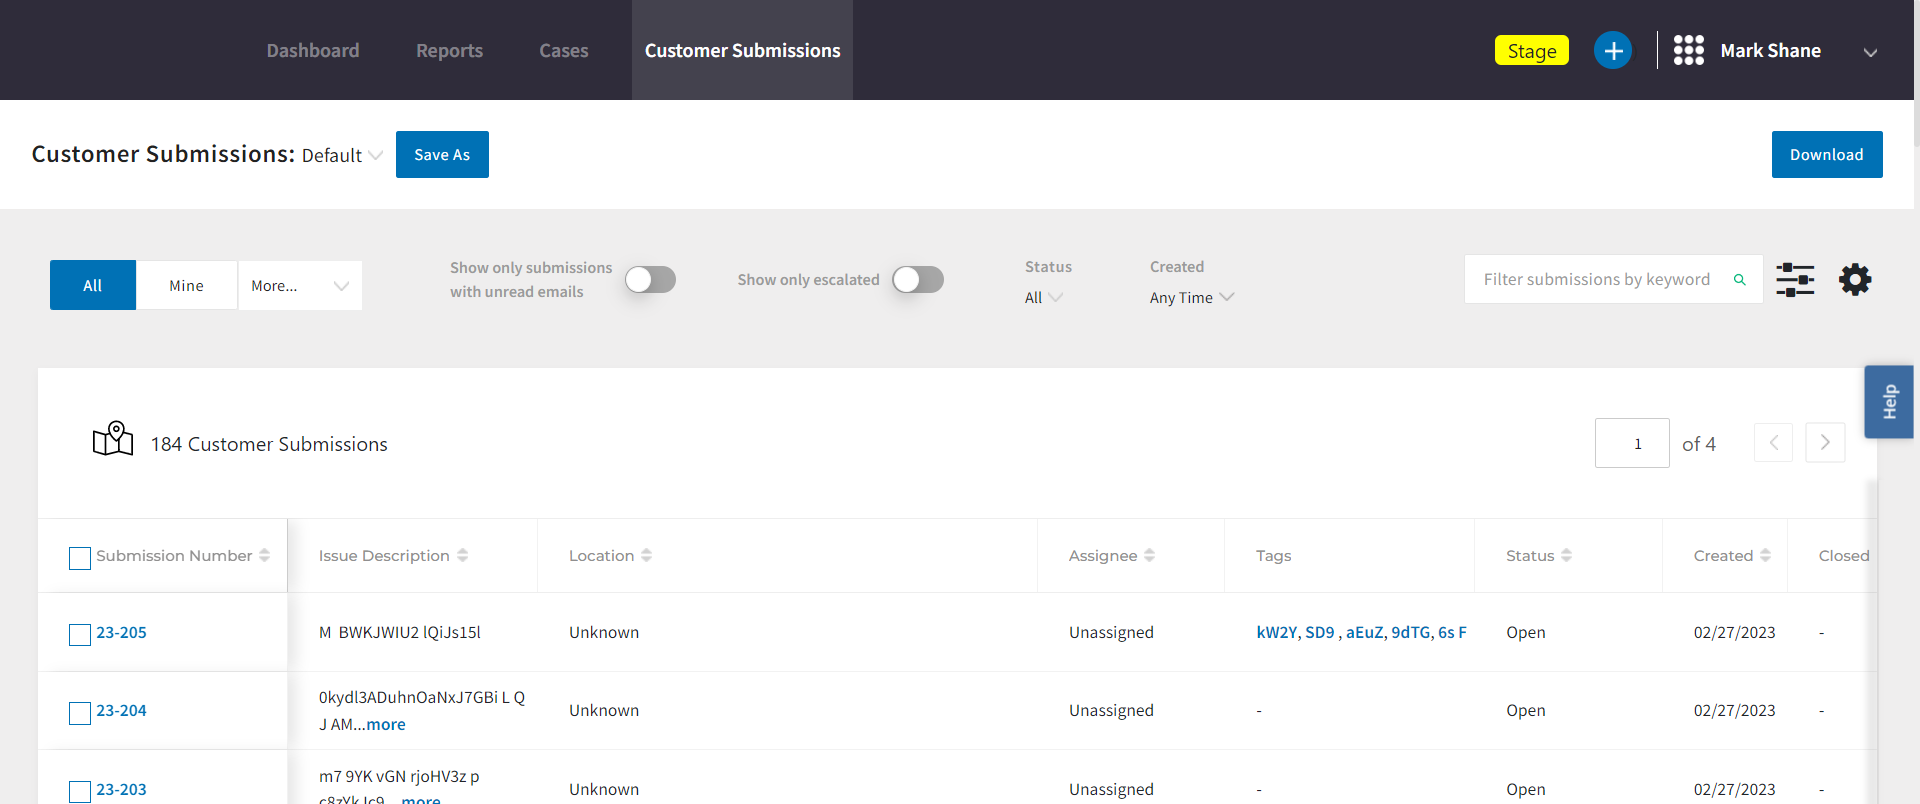 Dashboard Reports Cases Customer Submissions Stage Mark Shane
Customer Submissions: Default Save As Download
All Mine More...
Show only submissions
with unread emails
Show only escalated
Status
All
Created
Any Time
Filter submissions by keyword
Help
184 Customer Submissions 1 of 4
Submission Number Issue Description Location Assignee Tags Status Created Closed
23-205 M BWKJWIU2 lQiJs15l Unknown Unassigned kW2Y, SD9 , aEuZ, 9dTG, 6s F Open 02/27/2023 -
23-204 0kydl3ADuhnOaNxJ7GBi L Q
J AM...more Unknown Unassigned - Open 02/27/2023 -
23-203 m7 9YK vGN rjoHV3z p
Unknown Unassigned - Open 02/27/2023 -
more